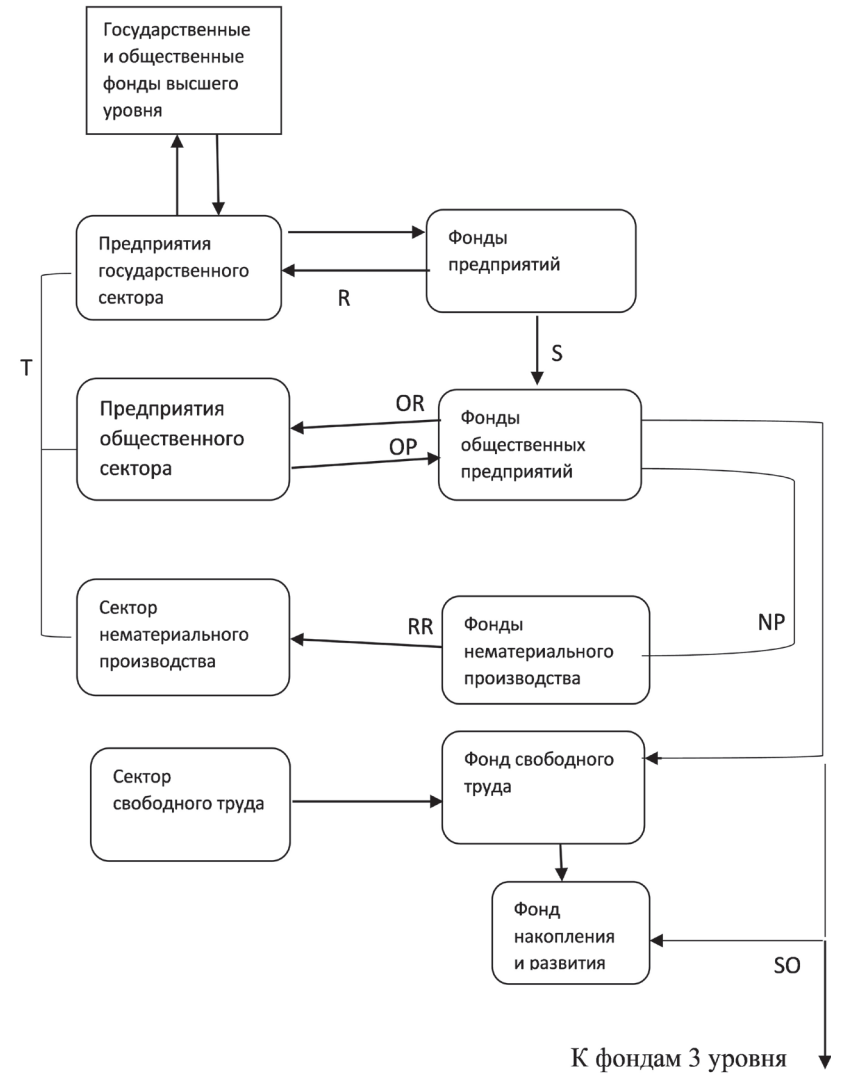 Государственные
и общественные
фонды высшего
уровня
Предприятия
государственного
сектора
Фонды
предприятий
R
S
T
Предприятия
общественного
сектора
OR
OP
Фонды
общественных
предприятий
Сектор
нематериального
производства
RR
Фонды
нематериального
производства
NP
Сектор
свободного труда
Фонд свободного
труда
Фонд
накопления
и развития
SO
К фондам 3 уровня